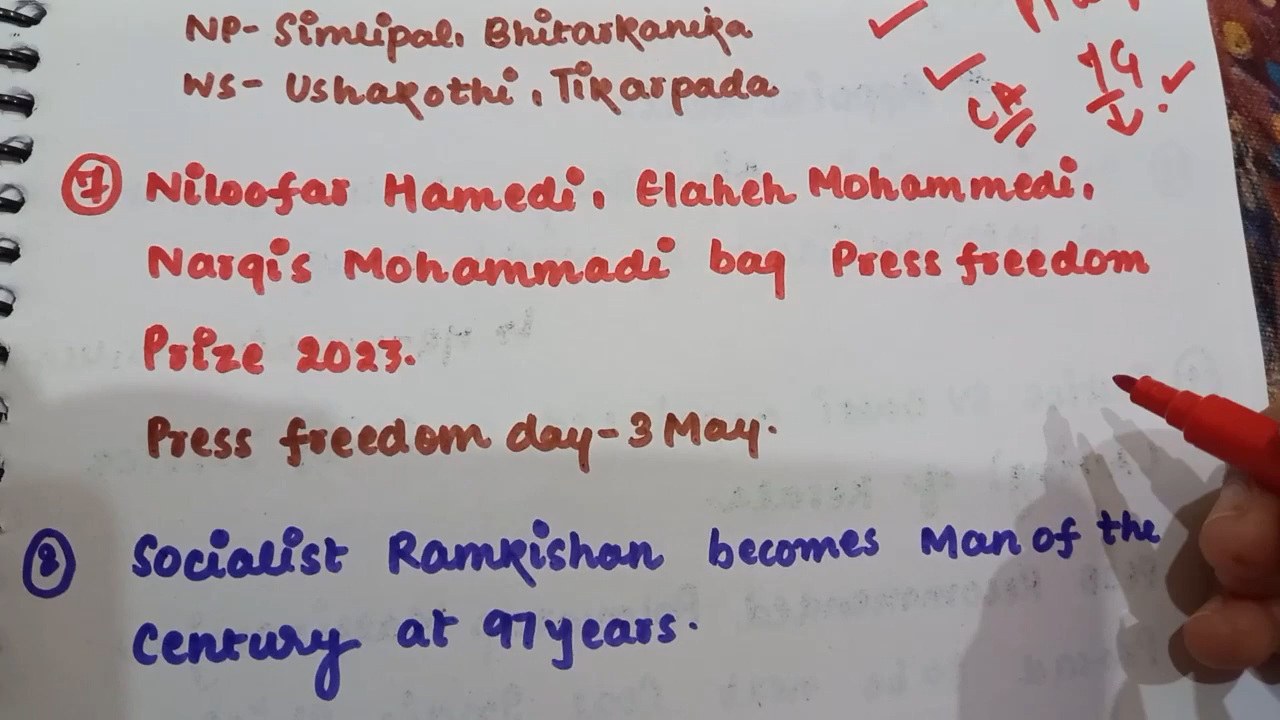 NP- Simlipal, Bhitarkanika
WS- Ushakothi, Tikarpada
CA
⑦ Niloofar Hamedi, Elaheh Mohammedi,
Narqis Mohammadi bag Press freedom
Prize 2023.
Press freedom day-3 May.
⑧ Socialist Ramkishan becomes Man of the
Century at 97 years.